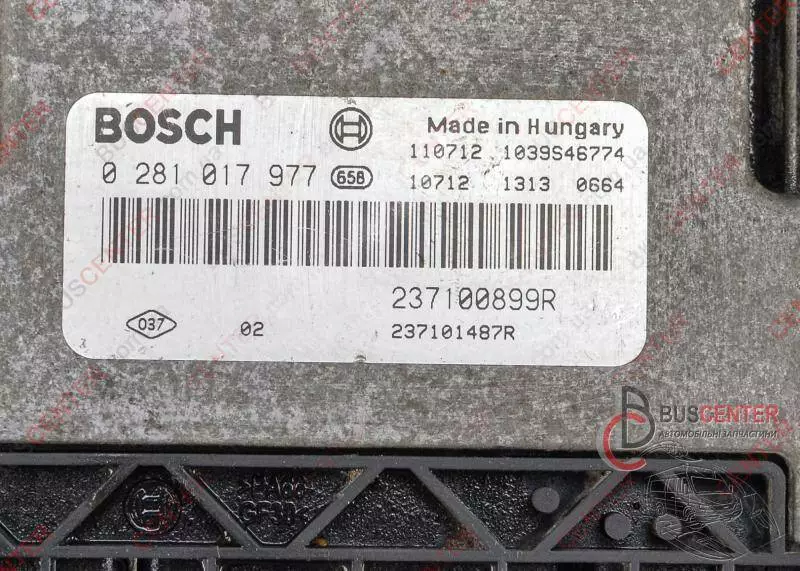 BOSCH
Made in Hungary
110712 1039S46774
0 281 017 977 65B
10712 1313 0664
237100899R
037 02 237101487R
BUSCENTER
АВТОМОБІЛЬНІ ЗАПЧАСТИНИ